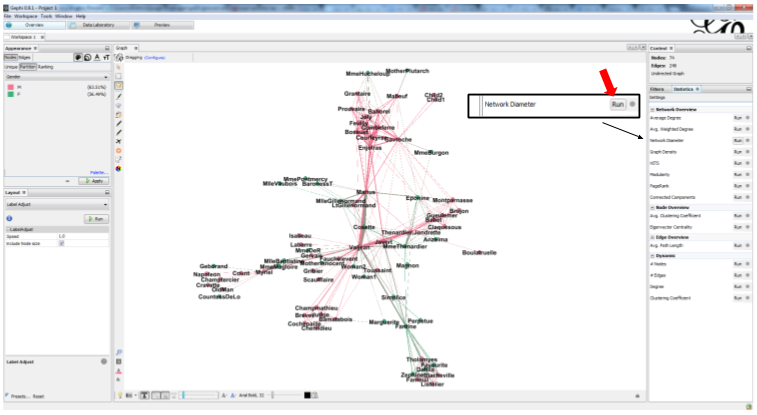 Gephi 0.9.1 - Project 1
File Workspace Tools Window Help
Overview
Data Laboratory
Preview
Workspace 1
Appearance
Nodes Edges
Unique Partition Ranking
Gender
M (63.51%)
F (36.49%)
Palette...
Apply
Layout
Label Adjust
Run
LabelAdjust
Speed 1.0
Include Node size
Label Adjust
Presets... Reset
Graph
Dragging (Configure)
MmeHucheloup
MotherPlutarch
Grantaire
Mabeuf
Child2
Child1
Prouvaire
Bahorel
Joly
Feuilly
Combeferre
Bossuet
Courfeyrac
Gavroche
Enjolras
MmeBurgon
MmePontmercy
MlleVaubois
BaronessT
Marius
MlleGillenormand
LtGillenormand
Eponine
Montparnasse
Brujon
Gueulemer
Babet
Claquesous
Cosette
Thenardier
Jondrette
Anzelma
Isabeau
Javert
Valjean
MmeThenardier
Boulatruelle
Labarre
MmeDeR
Gervais
Fauchelevent
MlleBaptistine
MotherInnocent
MmeMagloire
Myriel
Geborand
Napoleon
Count
Champtercier
Cravatte
OldMan
CountessDeLo
Gribier
Scaufflaire
Woman2
Toussaint
Woman1
Magnon
Simplice
Champmathieu
Brevet
Judge
Bamatabois
Cochepaille
Chenildieu
Marguerite
Perpetue
Fantine
Tholomyes
Favourite
Dahlia
Zephine
Blacheville
Fameuil
Listolier
Arial Bold, 32
Network Diameter
Run
Context
Nodes: 74
Edges: 248
Undirected Graph
Filters
Statistics
Settings
Network Overview
Average Degree Run
Avg. Weighted Degree Run
Network Diameter Run
Graph Density Run
HITS Run
Modularity Run
PageRank Run
Connected Components Run
Node Overview
Avg. Clustering Coefficient Run
Eigenvector Centrality Run
Edge Overview
Avg. Path Length Run
Dynamic
# Nodes Run
# Edges Run
Degree Run
Clustering Coefficient Run